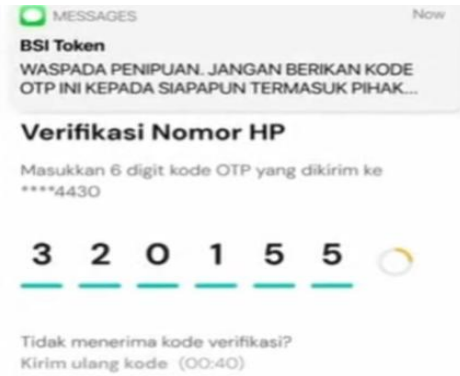 MESSAGES Now
BSI Token
WASPADA PENIPUAN. JANGAN BERIKAN KODE
OTP INI KEPADA SIAPAPUN TERMASUK PIHAK...
Verifikasi Nomor HP
Masukkan 6 digit kode OTP yang dikirim ke
****4430
3 2 0 1 5 5
Tidak menerima kode verifikasi?
Kirim ulang kode (00:40)